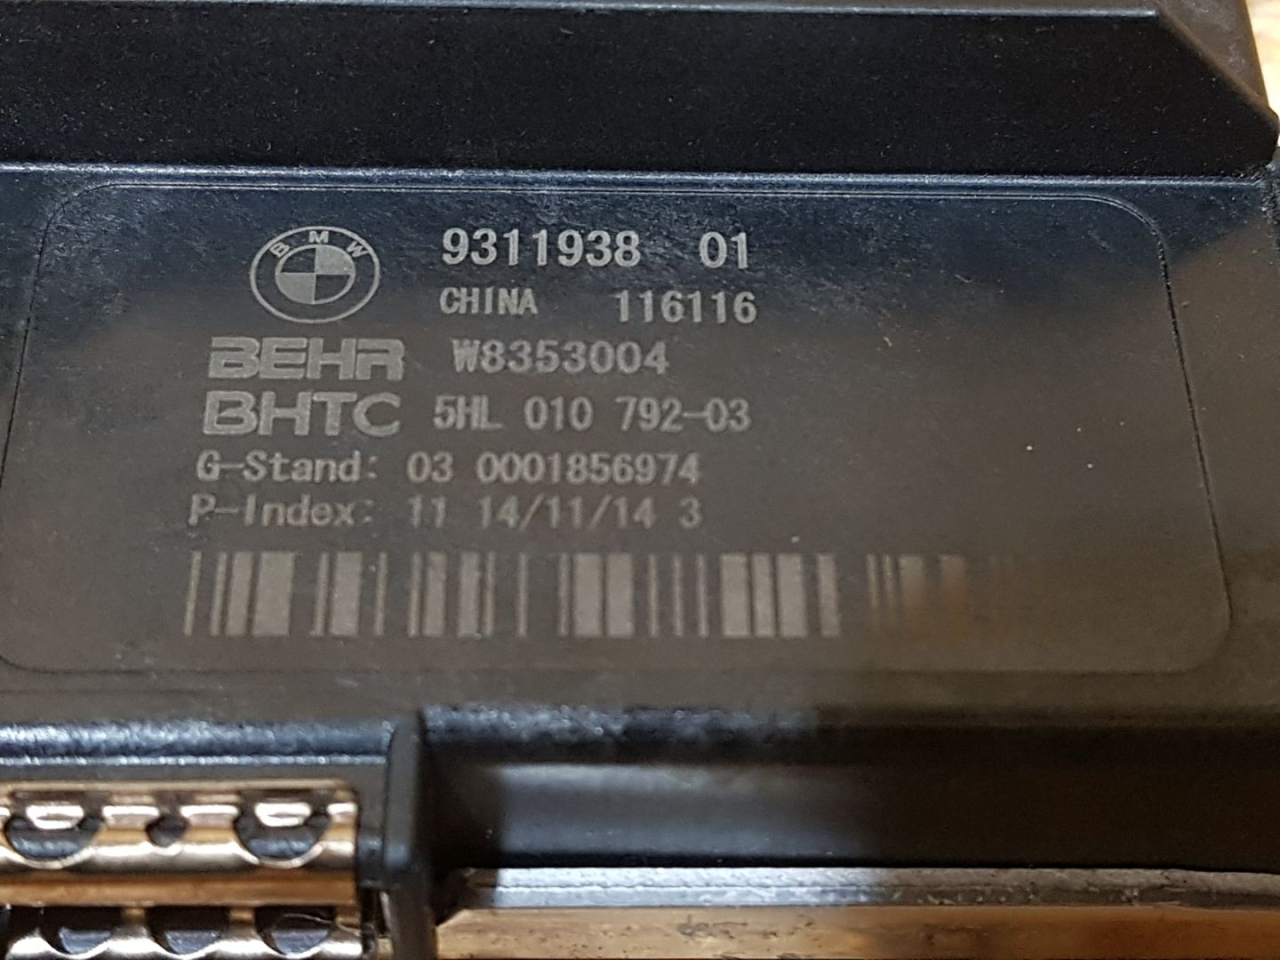 BMW
9311938 01
CHINA 116116
BEHR W8353004
BHTC 5HL 010 792-03
G-Stand: 03 0001856974
P-Index: 11 14/11/14 3